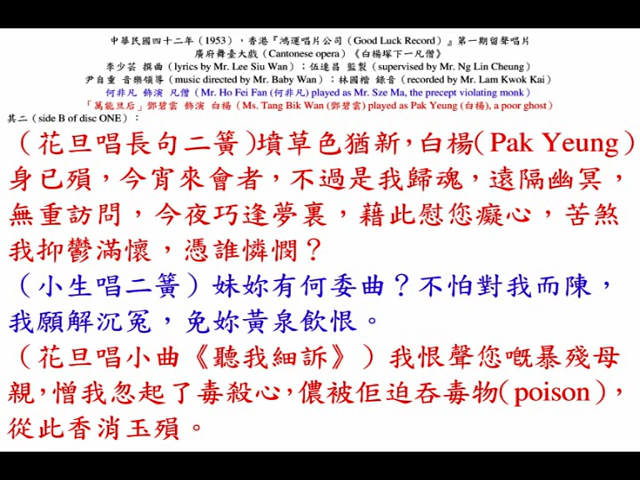 中華民國四十二年（1953），香港『鴻運唱片公司（Good Luck Record）』第一期留聲唱片
廣府舞臺大戲（Cantonese opera）《白楊塚下一凡僧》
李少芸 撰曲（lyrics by Mr. Lee Siu Wan）；伍連昌 監製（supervised by Mr. Ng Lin Cheung）
尹自重 音樂領導（music directed by Mr. Baby Wan）；林國楷 錄音（recorded by Mr. Lam Kwok Kai）
何非凡 飾演 凡僧（Mr. Ho Fei Fan (何非凡) played as Mr. Sze Ma, the precept violating monk）
「萬能旦后」鄧碧雲 飾演 白楊（Ms. Tang Bik Wan (鄧碧雲) played as Pak Yeung (白楊), a poor ghost）
其二（side B of disc ONE）：
（花旦唱長句二簧）墳草色猶新，白楊（Pak Yeung）
身已殞，今宵來會者，不過是我歸魂，遠隔幽冥，
無重訪問，今夜巧逢夢裏，藉此慰您癡心，苦煞
我抑鬱滿懷，憑誰憐憫？
（小生唱二簧）妹妳有何委曲？不怕對我而陳，
我願解沉冤，免妳黃泉飲恨。
（花旦唱小曲《聽我細訴》）我恨聲您嘅暴殘母
親，憎我忽起了毒殺心，儂被佢迫吞毒物（poison），
從此香消玉殞。